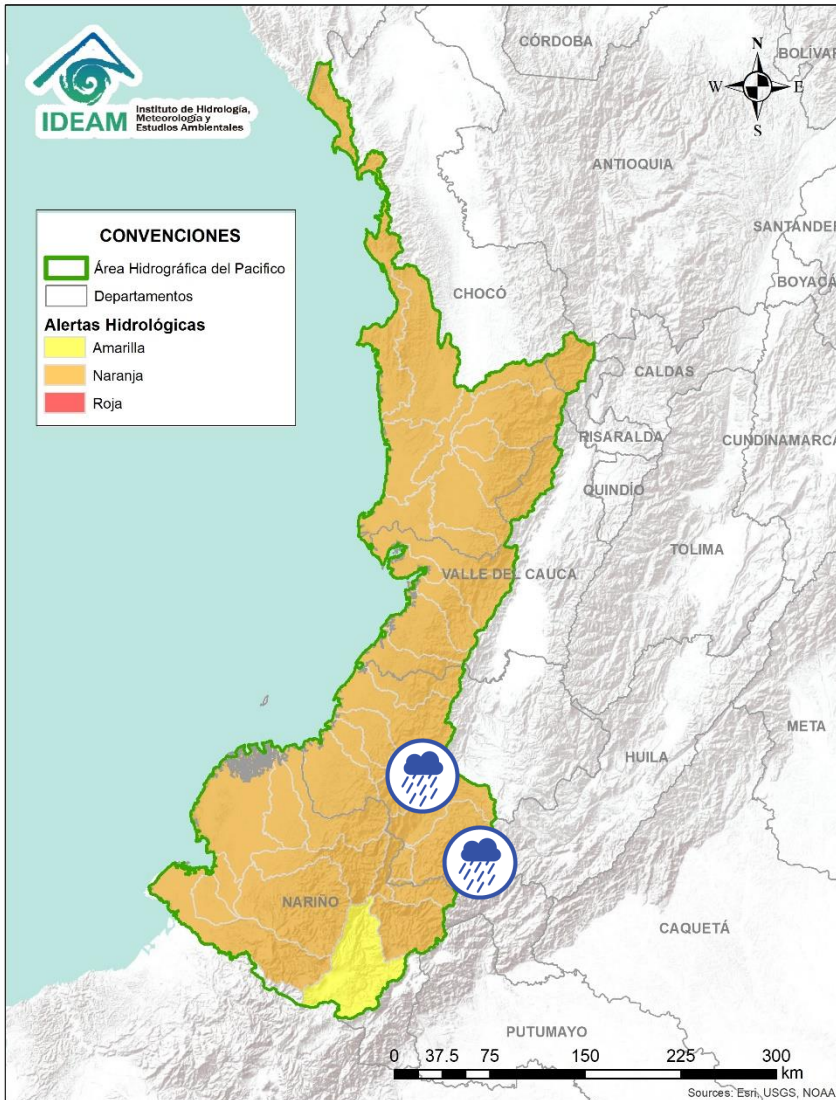 IDEAM
Instituto de Hidrología,
Meteorología y
Estudios Ambientales
N
W
E
S
CÓRDOBA
BOLÍVAR
ANTIOQUIA
SANTANDER
BOYACÁ
CHOCÓ
CALDAS
RISARALDA
CUNDINAMARCA
QUINDÍO
TOLIMA
VALLE DEL CAUCA
META
HUILA
NARIÑO
CAQUETÁ
PUTUMAYO
CONVENCIONES
Área Hidrográfica del Pacifico
Departamentos
Alertas Hidrológicas
Amarilla
Naranja
Roja
0 37.5 75 150 225 300
km
Sources: Esri, USGS, NOAA